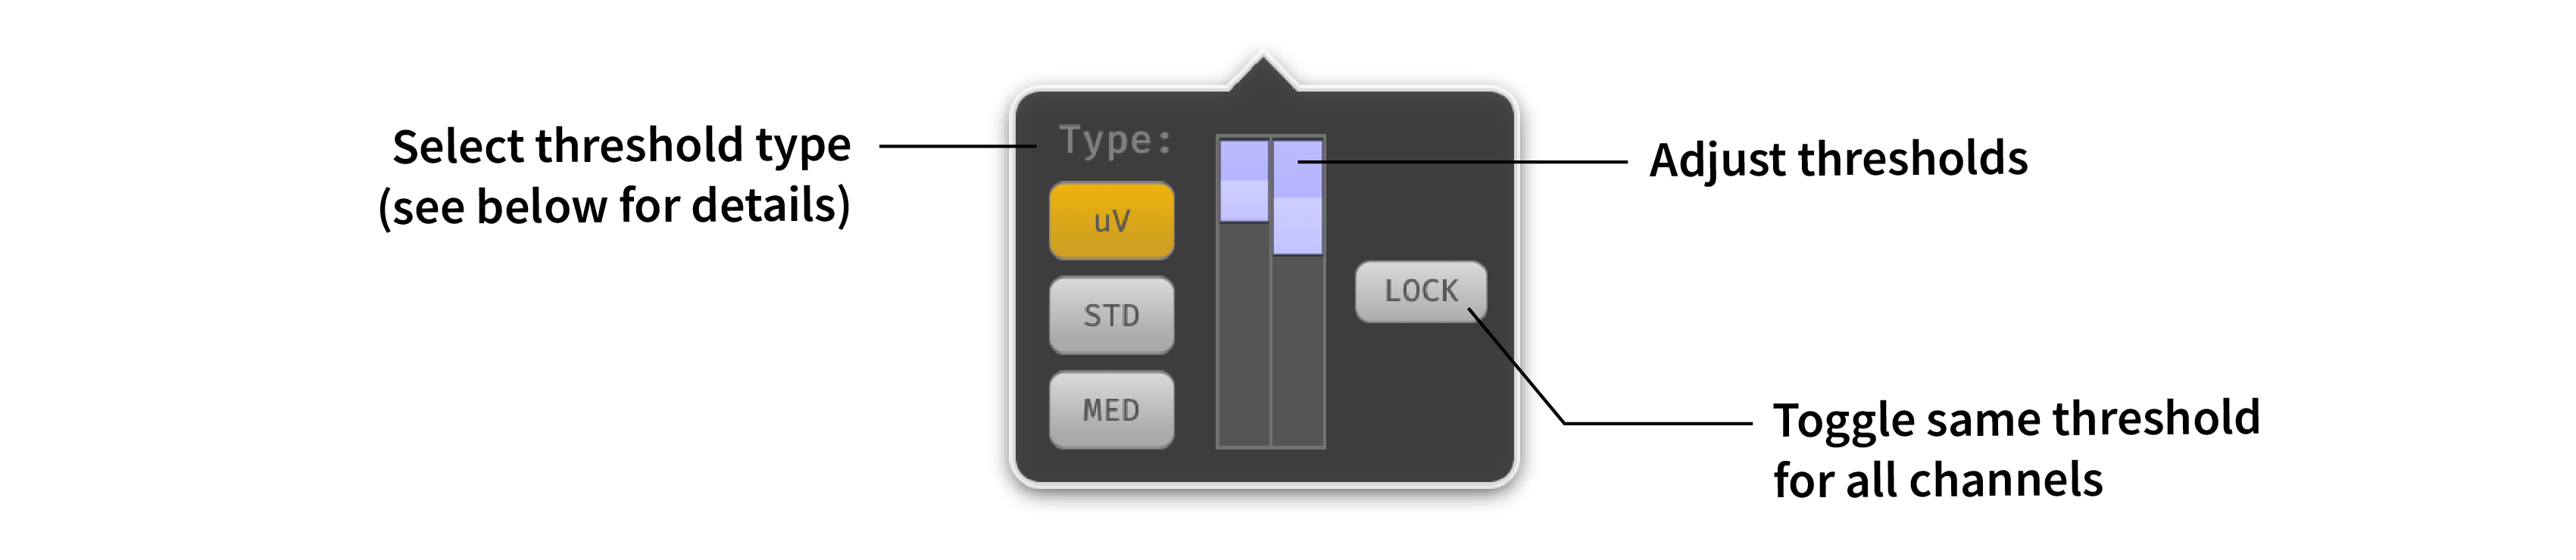 Select threshold type
(see below for details)
Type:
uV
STD
MED
LOCK
Adjust thresholds
Toggle same threshold
for all channels